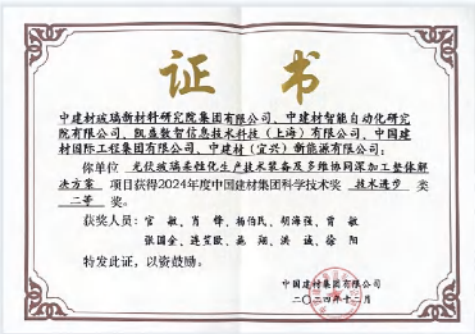 证书
中建材玻璃新材料研究院集团有限公司、中建材智能自动化研究
院有限公司、凯盛数智信息技术科技（上海）有限公司、中国建
材国际工程集团有限公司、中建材（宜兴）新能源有限公司：
你单位 光伏玻璃柔性化生产技术装备及多维协同深加工整体解
决方案 项目获得2024年度中国建材集团科学技术奖 技术进步 类
二等 奖。
获奖人员：官 敏、肖 锋、杨伯民、胡海强、曾 敏
张国全、连莹欧、施 翔、洪 诚、徐 阳
特发此证，以资鼓励。
中国建材集团有限公司
二〇二四年十二月